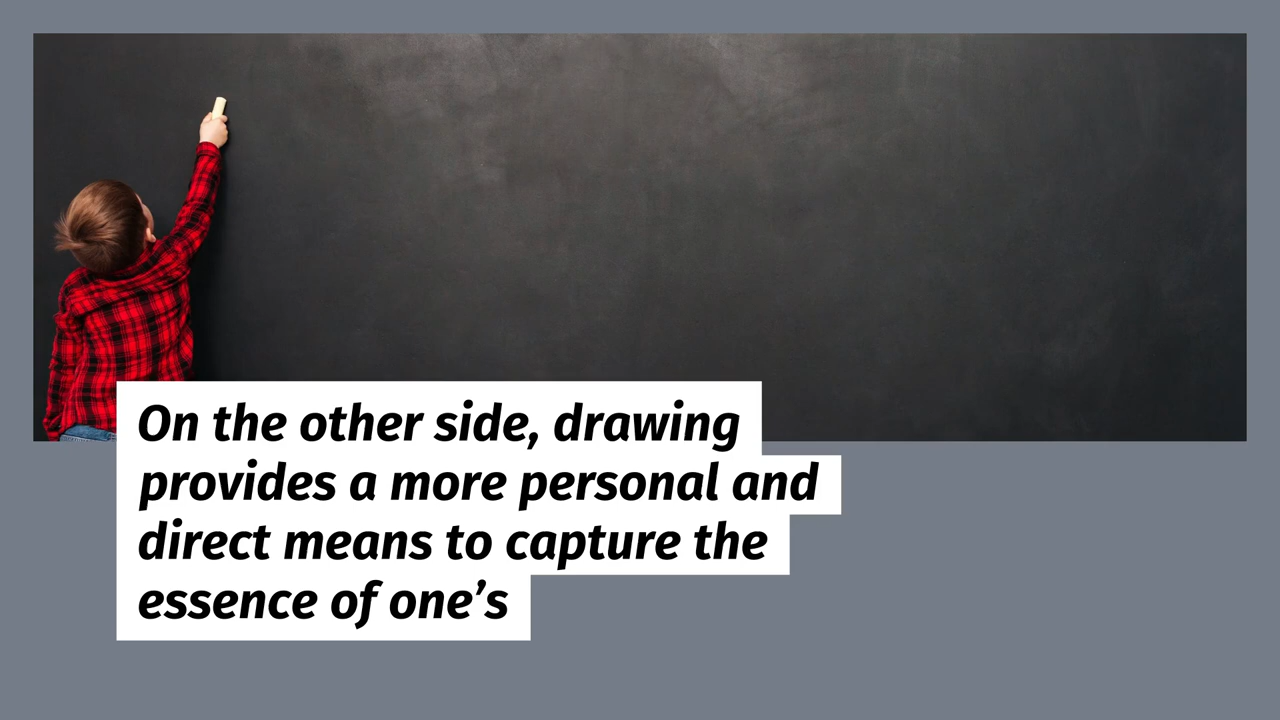 On the other side, drawing
provides a more personal and
direct means to capture the
essence of one’s